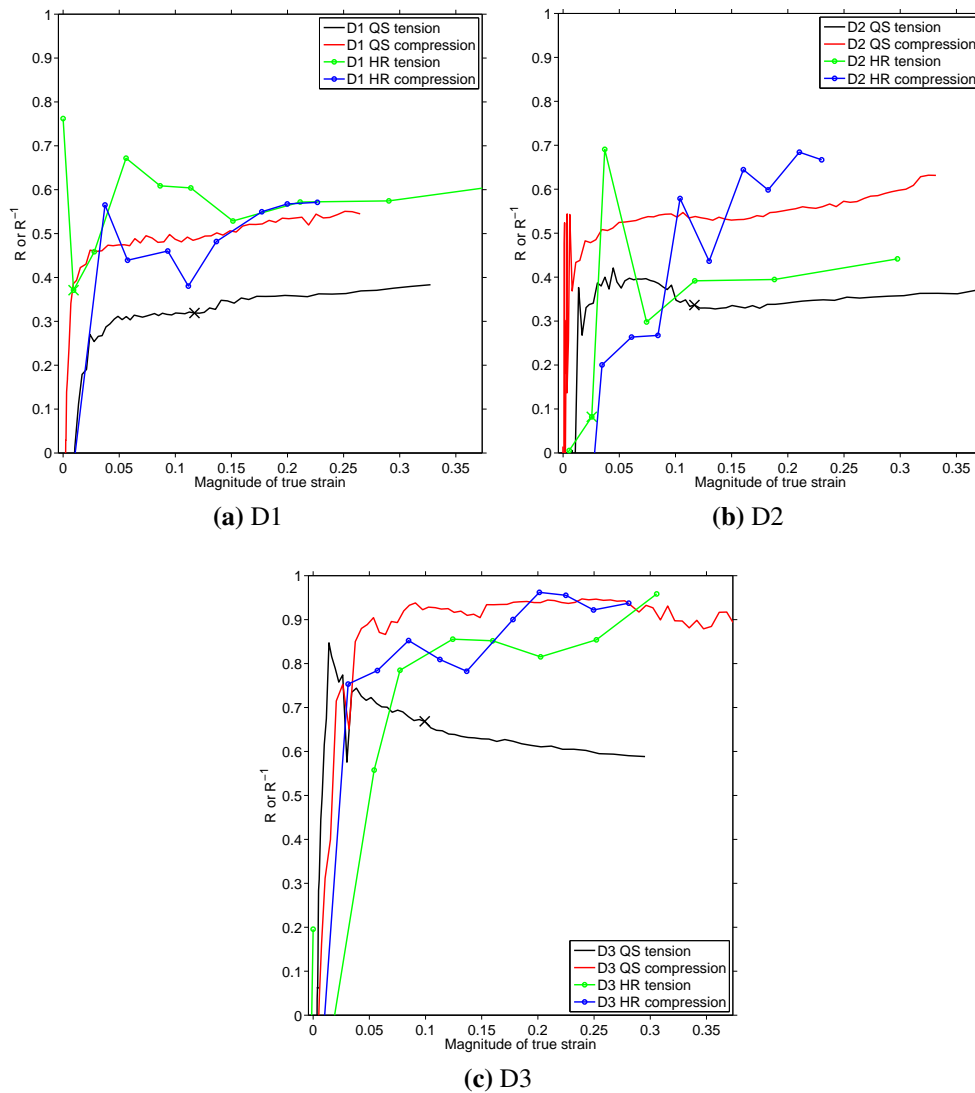 D1 QS tension
D1 QS compression
D1 HR tension
D1 HR compression
1
0.9
0.8
0.7
0.6
0.5
0.4
0.3
0.2
0.1
0
R or R⁻¹
0 0.05 0.1 0.15 0.2 0.25 0.3 0.35
Magnitude of true strain
(a) D1
D2 QS tension
D2 QS compression
D2 HR tension
D2 HR compression
1
0.9
0.8
0.7
0.6
0.5
0.4
0.3
0.2
0.1
0
R or R⁻¹
0 0.05 0.1 0.15 0.2 0.25 0.3 0.35
Magnitude of true strain
(b) D2
1
0.9
0.8
0.7
0.6
0.5
0.4
0.3
0.2
0.1
0
R or R⁻¹
D3 QS tension
D3 QS compression
D3 HR tension
D3 HR compression
0 0.05 0.1 0.15 0.2 0.25 0.3 0.35
Magnitude of true strain
(c) D3